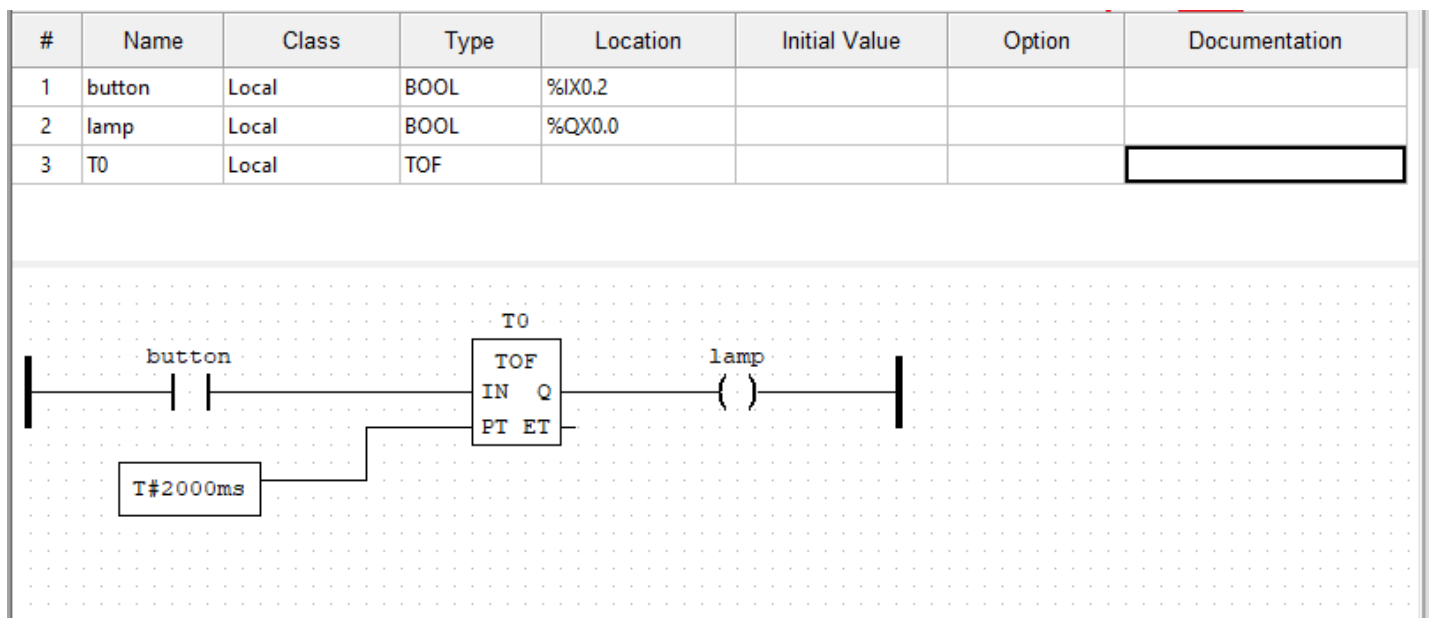 # Name Class Type Location Initial Value Option Documentation
1 button Local BOOL %IX0.2
2 lamp Local BOOL %QX0.0
3 T0 Local TOF
T0
button TOF lamp
IN Q
PT ET
T#2000ms